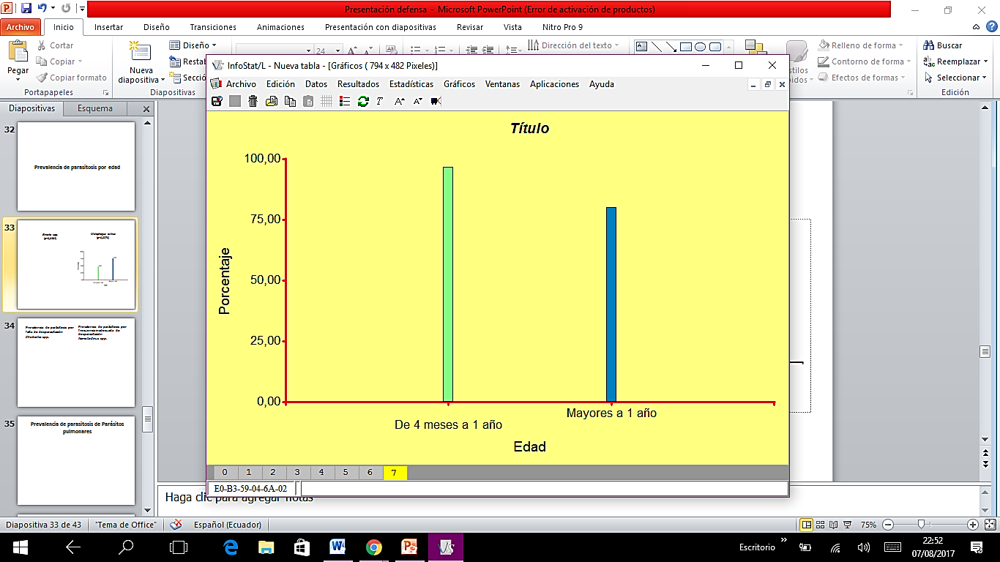 Presentación defensa - Microsoft PowerPoint (Error de activación de productos)
Archivo Inicio Insertar Diseño Transiciones Animaciones Presentación con diapositivas Revisar Vista Nitro Pro 9
Pegar
Cortar
Copiar
Copiar formato
Portapapeles
Nueva diapositiva
Diseño
Restab
Secció
Diapositivas
24
Dirección del texto
Relleno de forma
Contorno de forma
Efectos de formas
Buscar
Reemplazar
Seleccionar
Edición
Diapositivas Esquema
32
Prevalencia de parasitosis por edad
33
34
35
Prevalencia de parasitosis de Parásitos
pulmonares
InfoStat/L - Nueva tabla - [Gráficos ( 794 x 482 Pixeles)]
Archivo Edición Datos Resultados Estadísticas Gráficos Ventanas Aplicaciones Ayuda
Título
100,00
75,00
50,00
25,00
0,00
Porcentaje
De 4 meses a 1 año
Mayores a 1 año
Edad
0 1 2 3 4 5 6 7
E0-B3-59-04-6A-02
Haga clic para agregar notas
Diapositiva 33 de 43 "Tema de Office" Español (Ecuador) 75%
Escritorio
22:52
07/08/2017